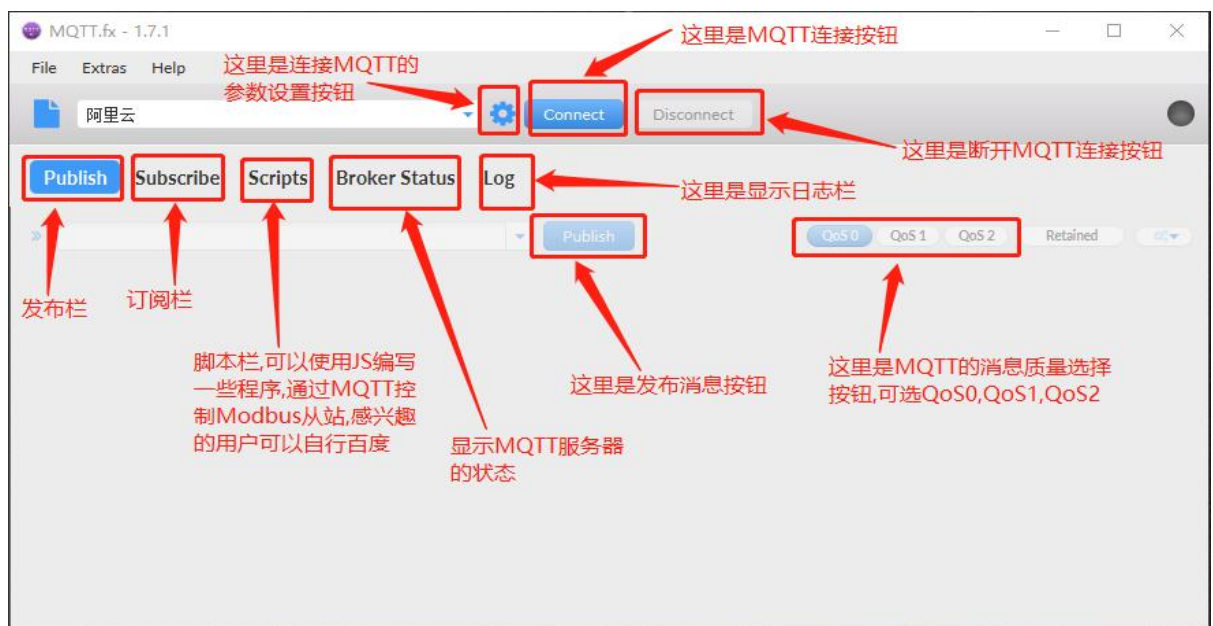 MQTT.fx - 1.7.1
这里是MQTT连接按钮
File Extras Help
这里是连接MQTT的
参数设置按钮
阿里云
Connect
Disconnect
这里是断开MQTT连接按钮
Publish
Subscribe
Scripts
Broker Status
Log
这里是显示日志栏
Publish
QoS 0
QoS 1
QoS 2
Retained
发布栏
订阅栏
脚本栏,可以使用JS编写
一些程序,通过MQTT控
制Modbus从站,感兴趣
的用户可以自行百度
显示MQTT服务器
的状态
这里是发布消息按钮
这里是MQTT的消息质量选择
按钮,可选QoS0,QoS1,QoS2